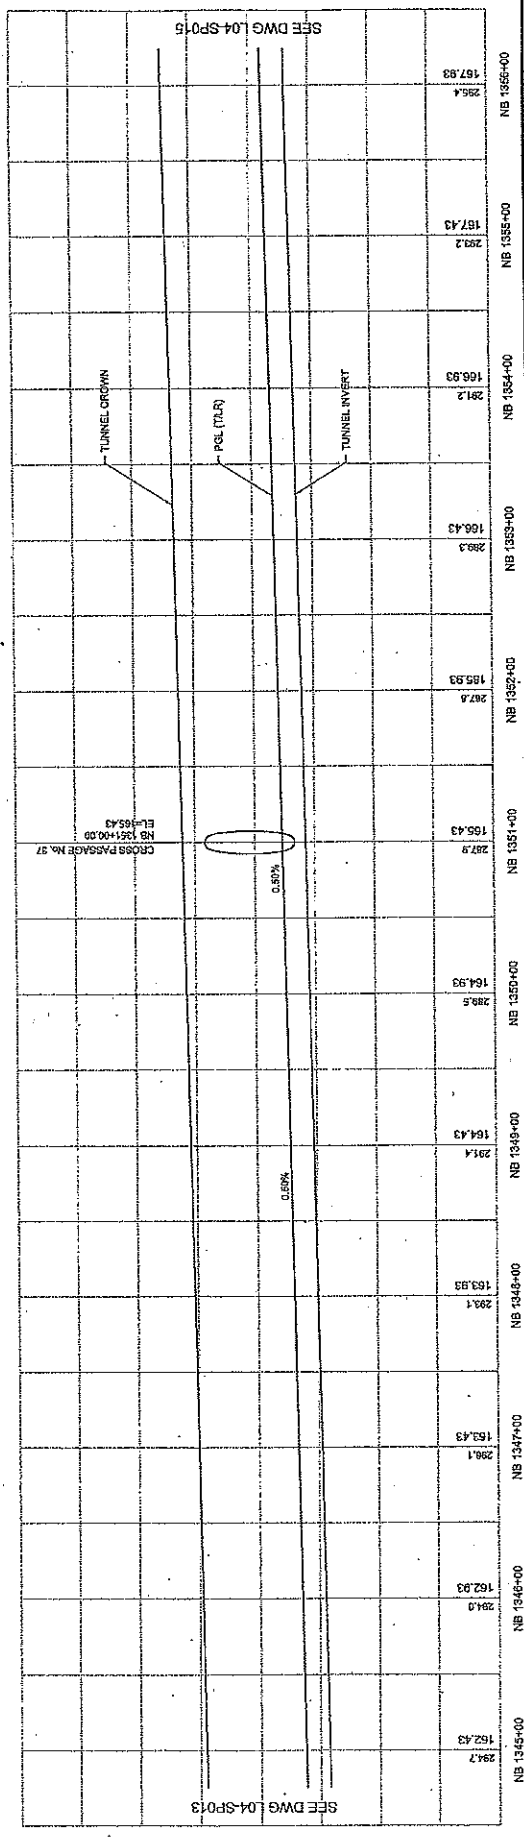 SEE DWG L04-SP013
SEE DWG L04-SP015
TUNNEL CROWN
PGL (T/LR)
TUNNEL INVERT
CROSS PASSAGE No. 37
NB 1351+00.00
EL=165.43
0.50%
0.50%
162.43
294.7
NB 1345+00
162.93
294.0
NB 1346+00
163.43
296.1
NB 1347+00
163.93
293.1
NB 1348+00
164.43
291.4
NB 1349+00
164.93
289.5
NB 1350+00
165.43
287.9
NB 1351+00
165.93
287.8
NB 1352+00
166.43
289.3
NB 1353+00
166.93
291.2
NB 1354+00
167.43
293.2
NB 1355+00
167.93
295.4
NB 1356+00